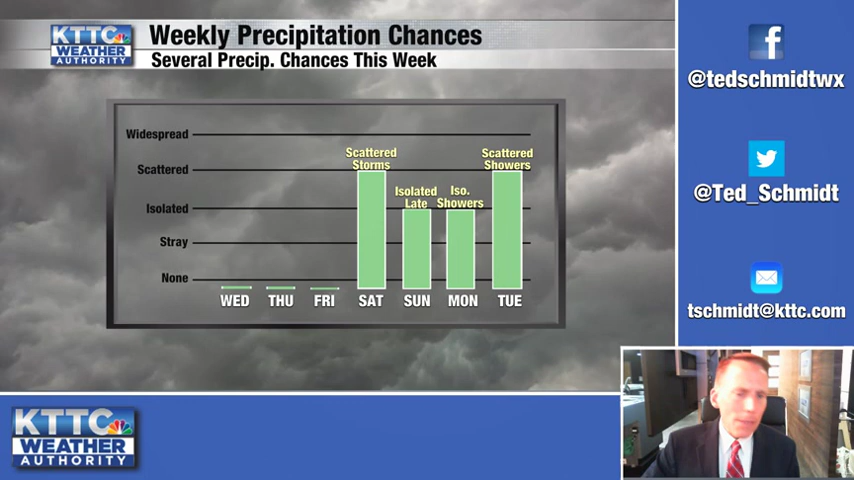 KTTC
WEATHER
AUTHORITY
Weekly Precipitation Chances
Several Precip. Chances This Week
Widespread
Scattered
Isolated
Stray
None
Scattered
Storms
Isolated
Late
Iso.
Showers
Scattered
Showers
WED THU FRI SAT SUN MON TUE
@tedschmidtwx
@Ted_Schmidt
tschmidt@kttc.com
KTTC
WEATHER
AUTHORITY